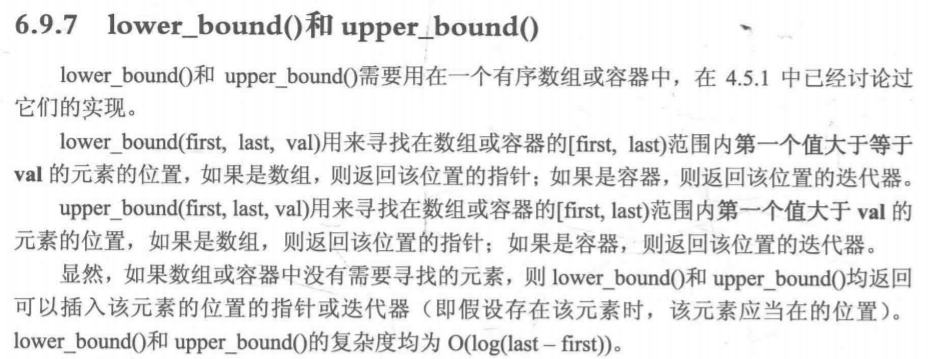 6.9.7 lower_bound()和 upper_bound()
lower_bound()和 upper_bound()需要用在一个有序数组或容器中，在 4.5.1 中已经讨论过
它们的实现。
lower_bound(first, last, val)用来寻找在数组或容器的[first, last)范围内第一个值大于等于
val 的元素的位置，如果是数组，则返回该位置的指针；如果是容器，则返回该位置的迭代器。
upper_bound(first, last, val)用来寻找在数组或容器的[first, last)范围内第一个值大于 val 的
元素的位置，如果是数组，则返回该位置的指针；如果是容器，则返回该位置的迭代器。
显然，如果数组或容器中没有需要寻找的元素，则 lower_bound()和 upper_bound()均返回
可以插入该元素的位置的指针或迭代器（即假设存在该元素时，该元素应当在的位置）。
lower_bound()和 upper_bound()的复杂度均为 O(log(last – first))。